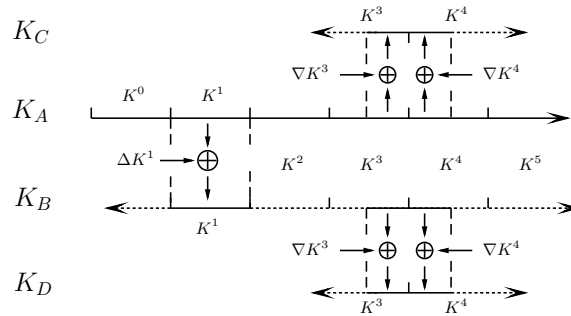 K_C K^3 K^4
∇K^3 ∇K^4
K^0 K^1
K_A
ΔK^1 K^2 K^3 K^4 K^5
K_B
K^1
∇K^3 ∇K^4
K_D
K^3 K^4